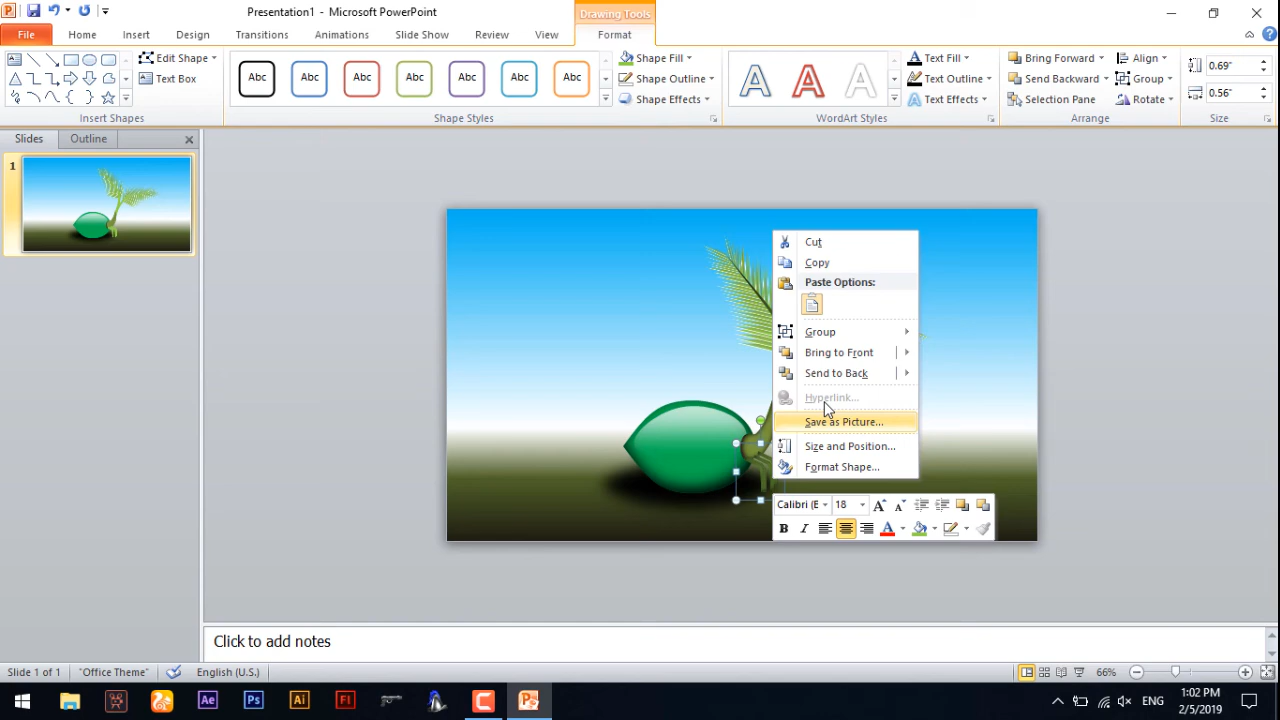 Presentation1 - Microsoft PowerPoint
Drawing Tools
File Home Insert Design Transitions Animations Slide Show Review View Format
Edit Shape
Text Box
Insert Shapes
Abc Abc Abc Abc Abc Abc Abc
Shape Fill
Shape Outline
Shape Effects
Shape Styles
A A A
Text Fill
Text Outline
Text Effects
WordArt Styles
Bring Forward
Send Backward
Selection Pane
Align
Group
Rotate
Arrange
0.69"
0.56"
Size
Slides Outline
1
Cut
Copy
Paste Options:
Group
Bring to Front
Send to Back
Hyperlink...
Save as Picture...
Size and Position...
Format Shape...
Calibri (E 18 A A
B I A
Click to add notes
Slide 1 of 1 "Office Theme" English (U.S.) 66%
Ae Ps Ai Fl
ENG
1:02 PM
2/5/2019